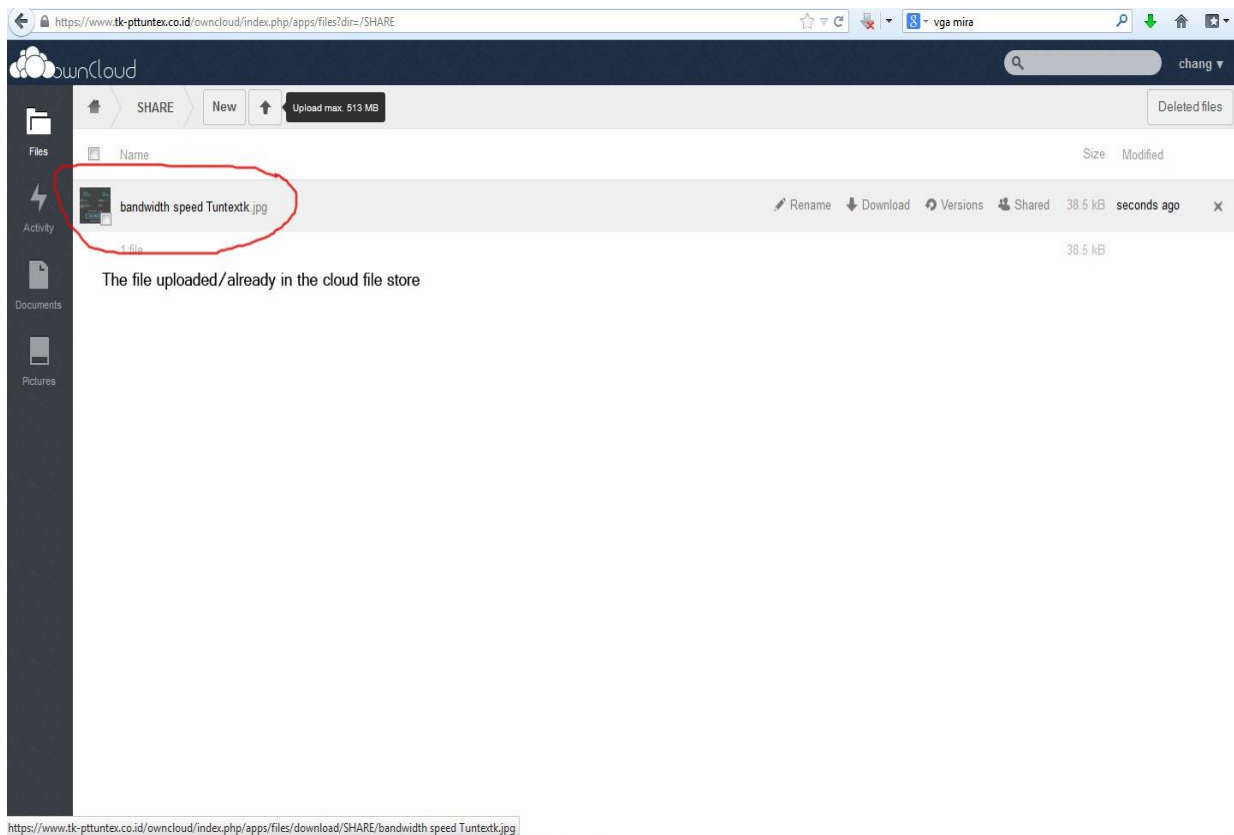 https://www.tk-pttuntex.co.id/owncloud/index.php/apps/files?dir=/SHARE
vga mira
ownCloud
chang
SHARE
New
Upload max. 513 MB
Deleted files
Files
Name
Size
Modified
bandwidth speed Tuntextk.jpg
Rename
Download
Versions
Shared
38.5 kB
seconds ago
Activity
1 file
38.5 kB
The file uploaded/already in the cloud file store
Documents
Pictures
https://www.tk-pttuntex.co.id/owncloud/index.php/apps/files/download/SHARE/bandwidth speed Tuntextk.jpg